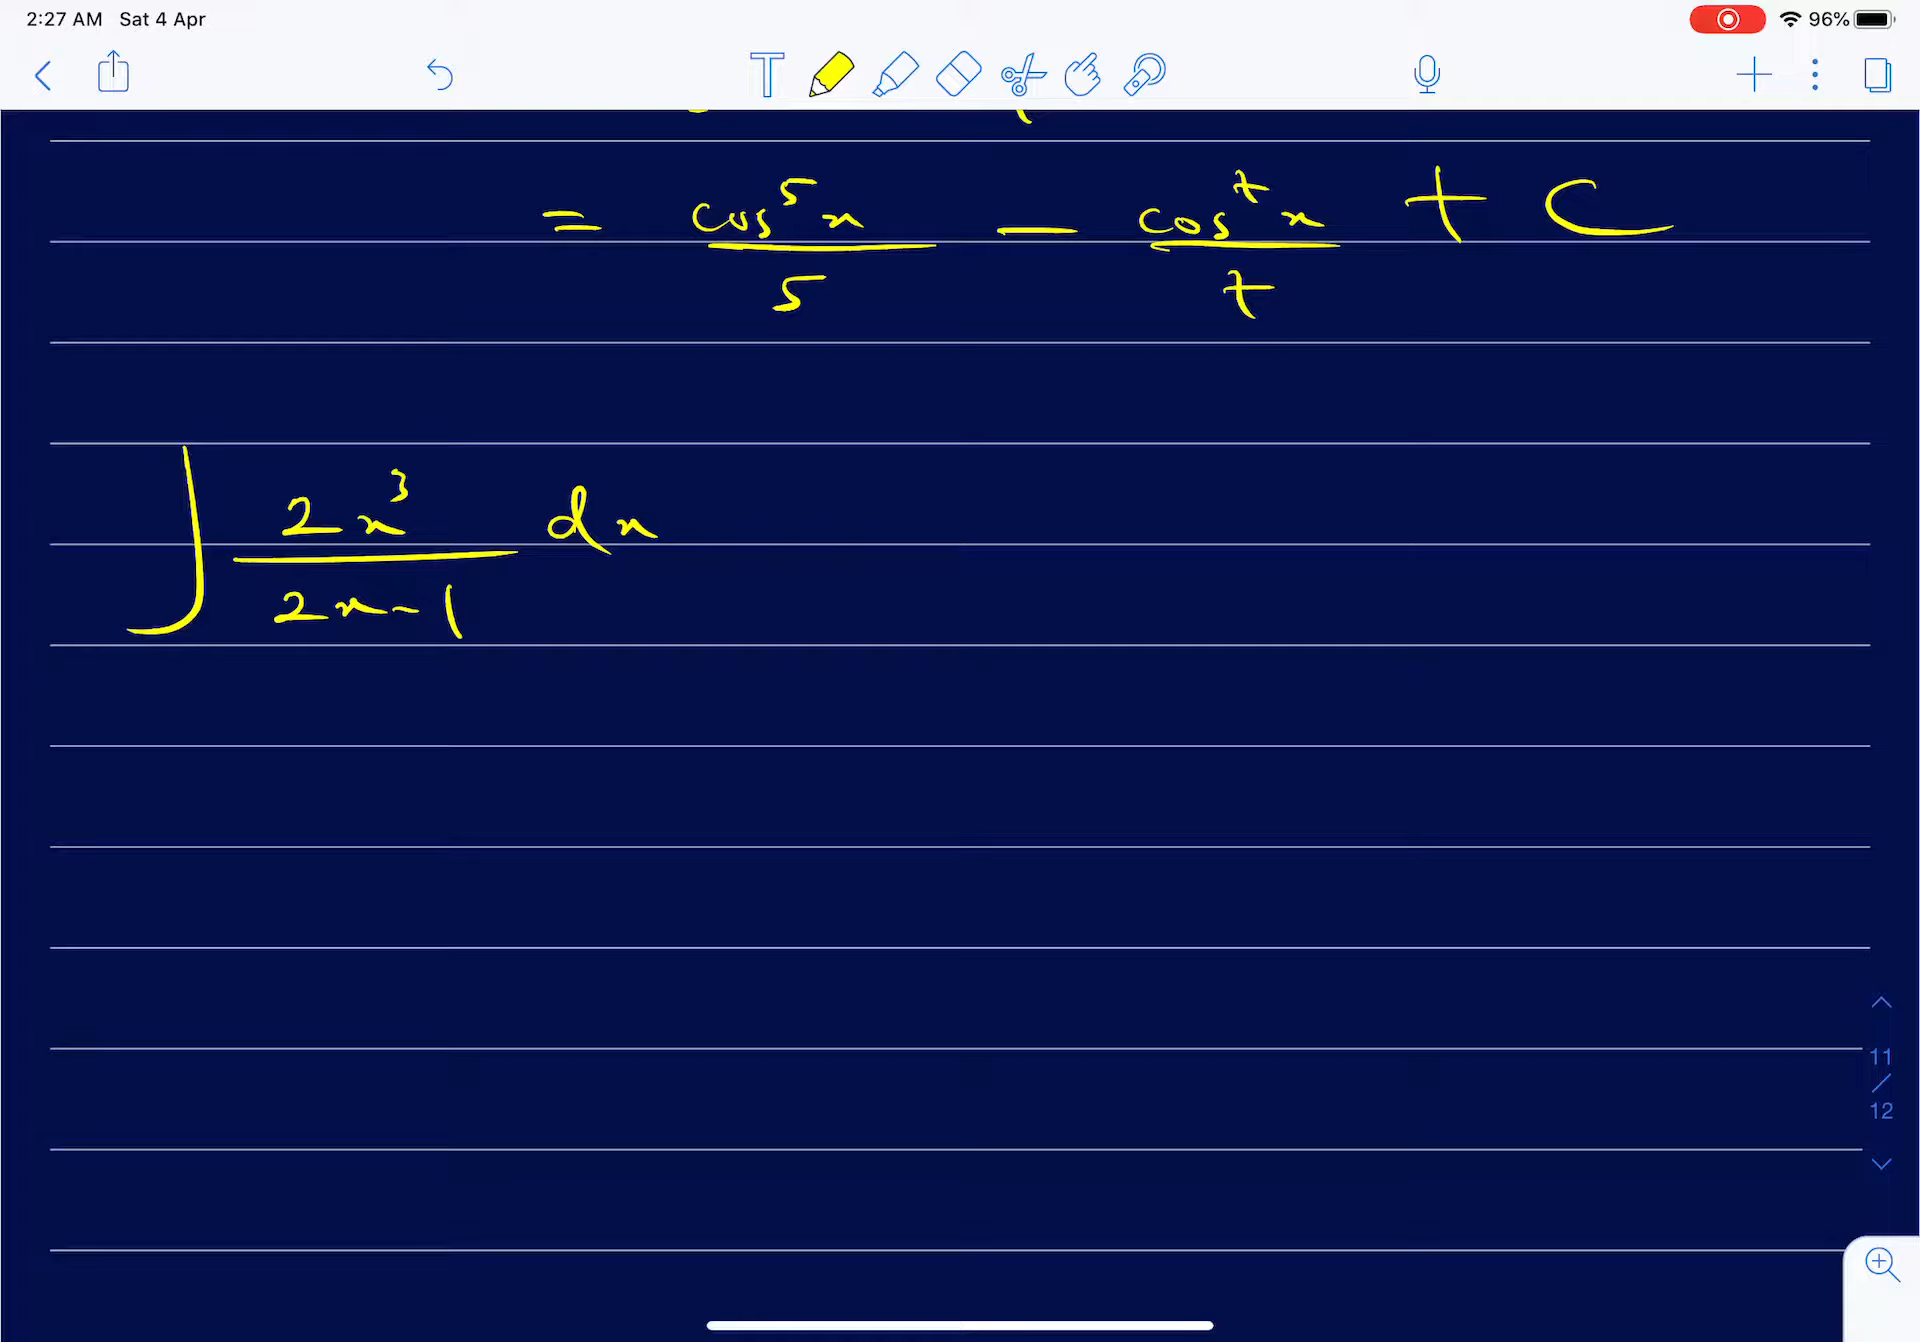 2:27 AM Sat 4 Apr 96%
= cos⁵x/5 − cos⁷x/7 + C
∫ 2x³/(2x-1) dx
11
/
12